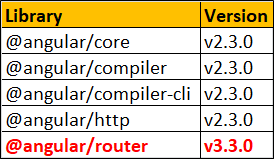 Library Version
@angular/core v2.3.0
@angular/compiler v2.3.0
@angular/compiler-cli v2.3.0
@angular/http v2.3.0
@angular/router v3.3.0